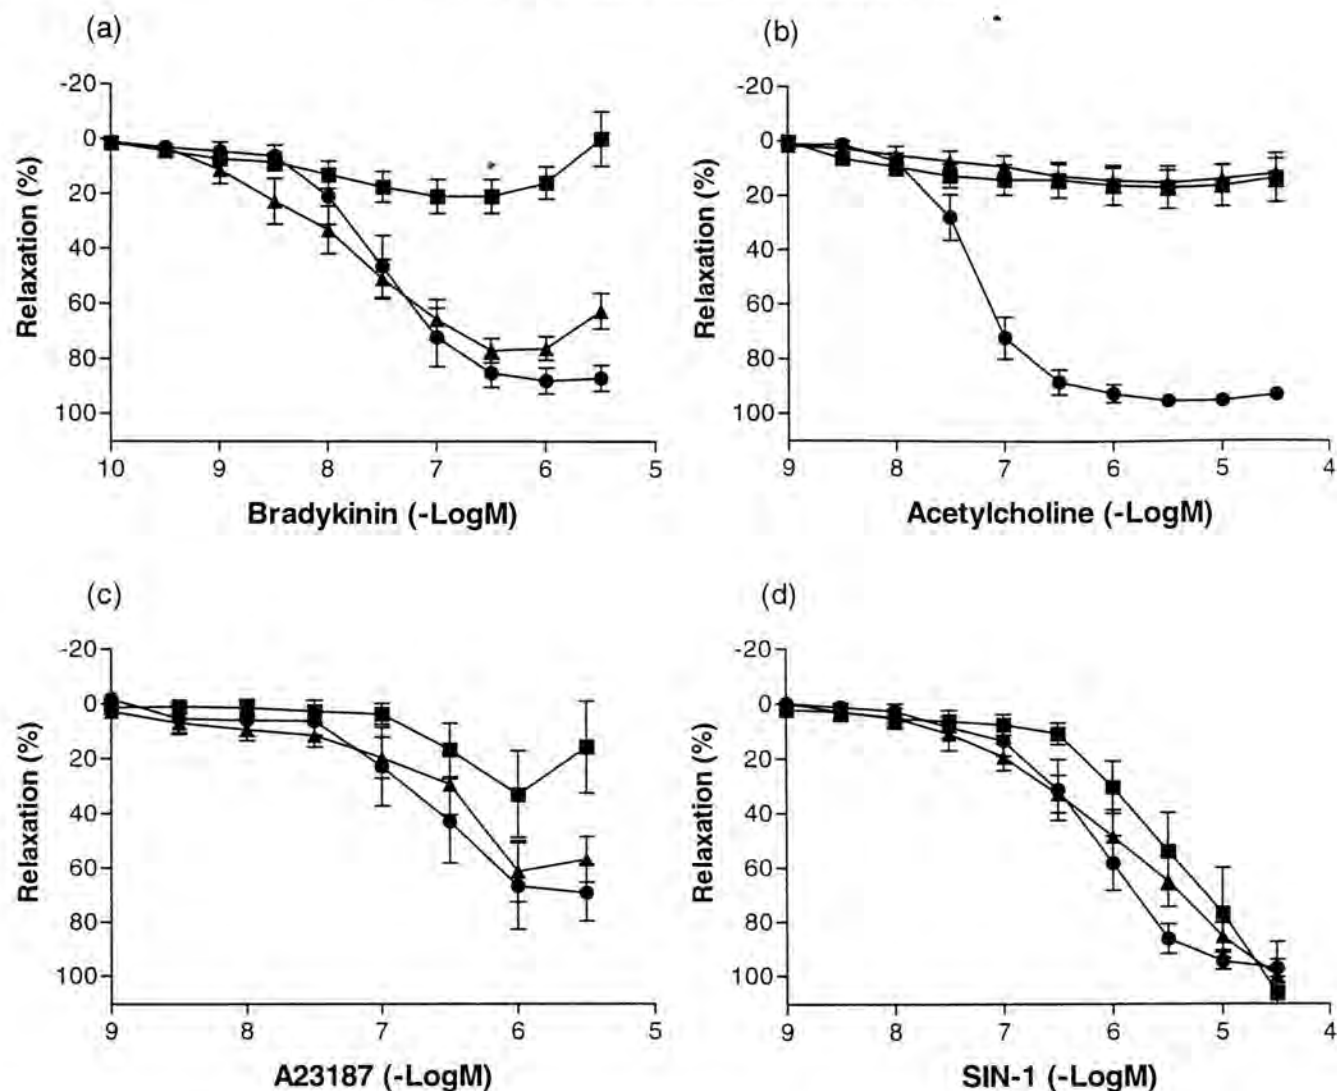 (a)
-20
0
20
40
60
80
100
Relaxation (%)
10 9 8 7 6 5
Bradykinin (-LogM)
(b)
-20
0
20
40
60
80
100
Relaxation (%)
9 8 7 6 5 4
Acetylcholine (-LogM)
(c)
-20
0
20
40
60
80
100
Relaxation (%)
9 8 7 6 5
A23187 (-LogM)
(d)
-20
0
20
40
60
80
100
Relaxation (%)
9 8 7 6 5 4
SIN-1 (-LogM)